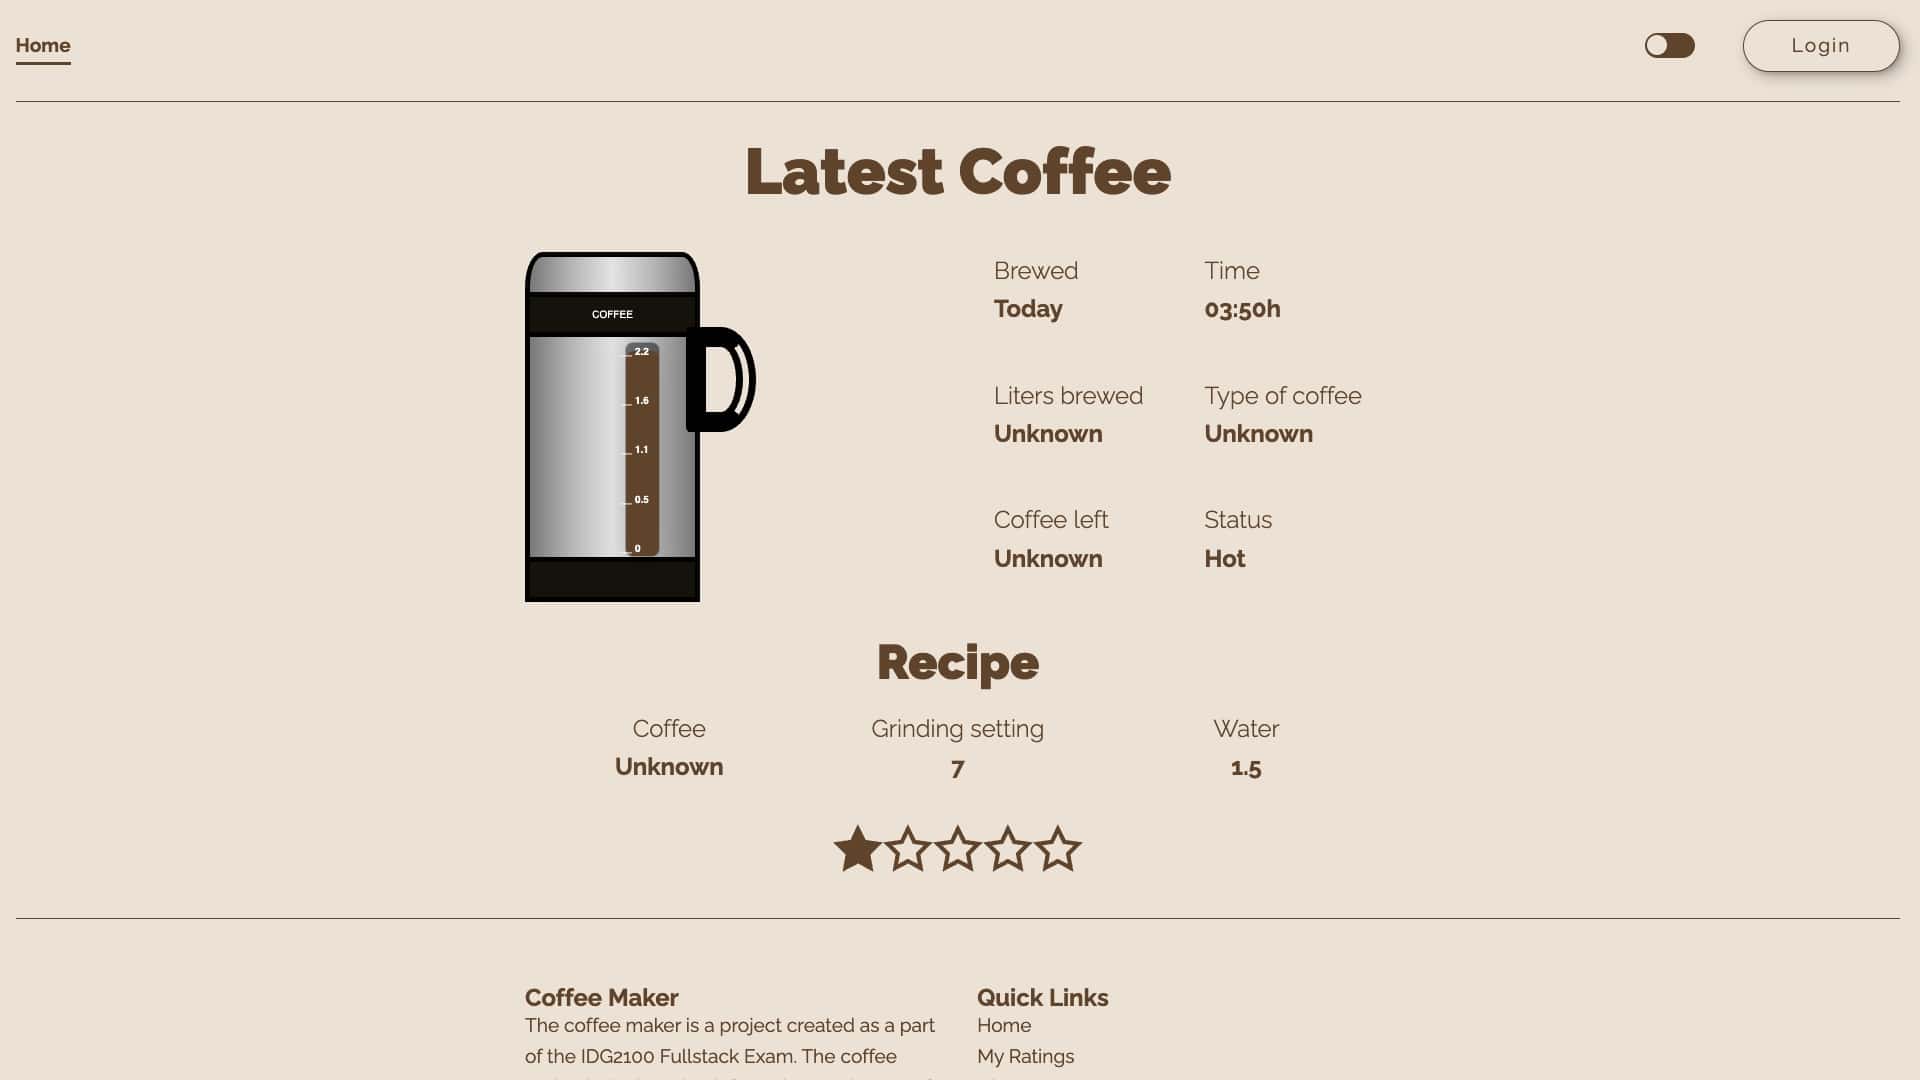 Home
Login
Latest Coffee
COFFEE
2.2
1.6
1.1
0.5
0
Brewed
Today
Time
03:50h
Liters brewed
Unknown
Type of coffee
Unknown
Coffee left
Unknown
Status
Hot
Recipe
Coffee
Unknown
Grinding setting
7
Water
1.5
Coffee Maker
The coffee maker is a project created as a part
of the IDG2100 Fullstack Exam. The coffee
Quick Links
Home
My Ratings